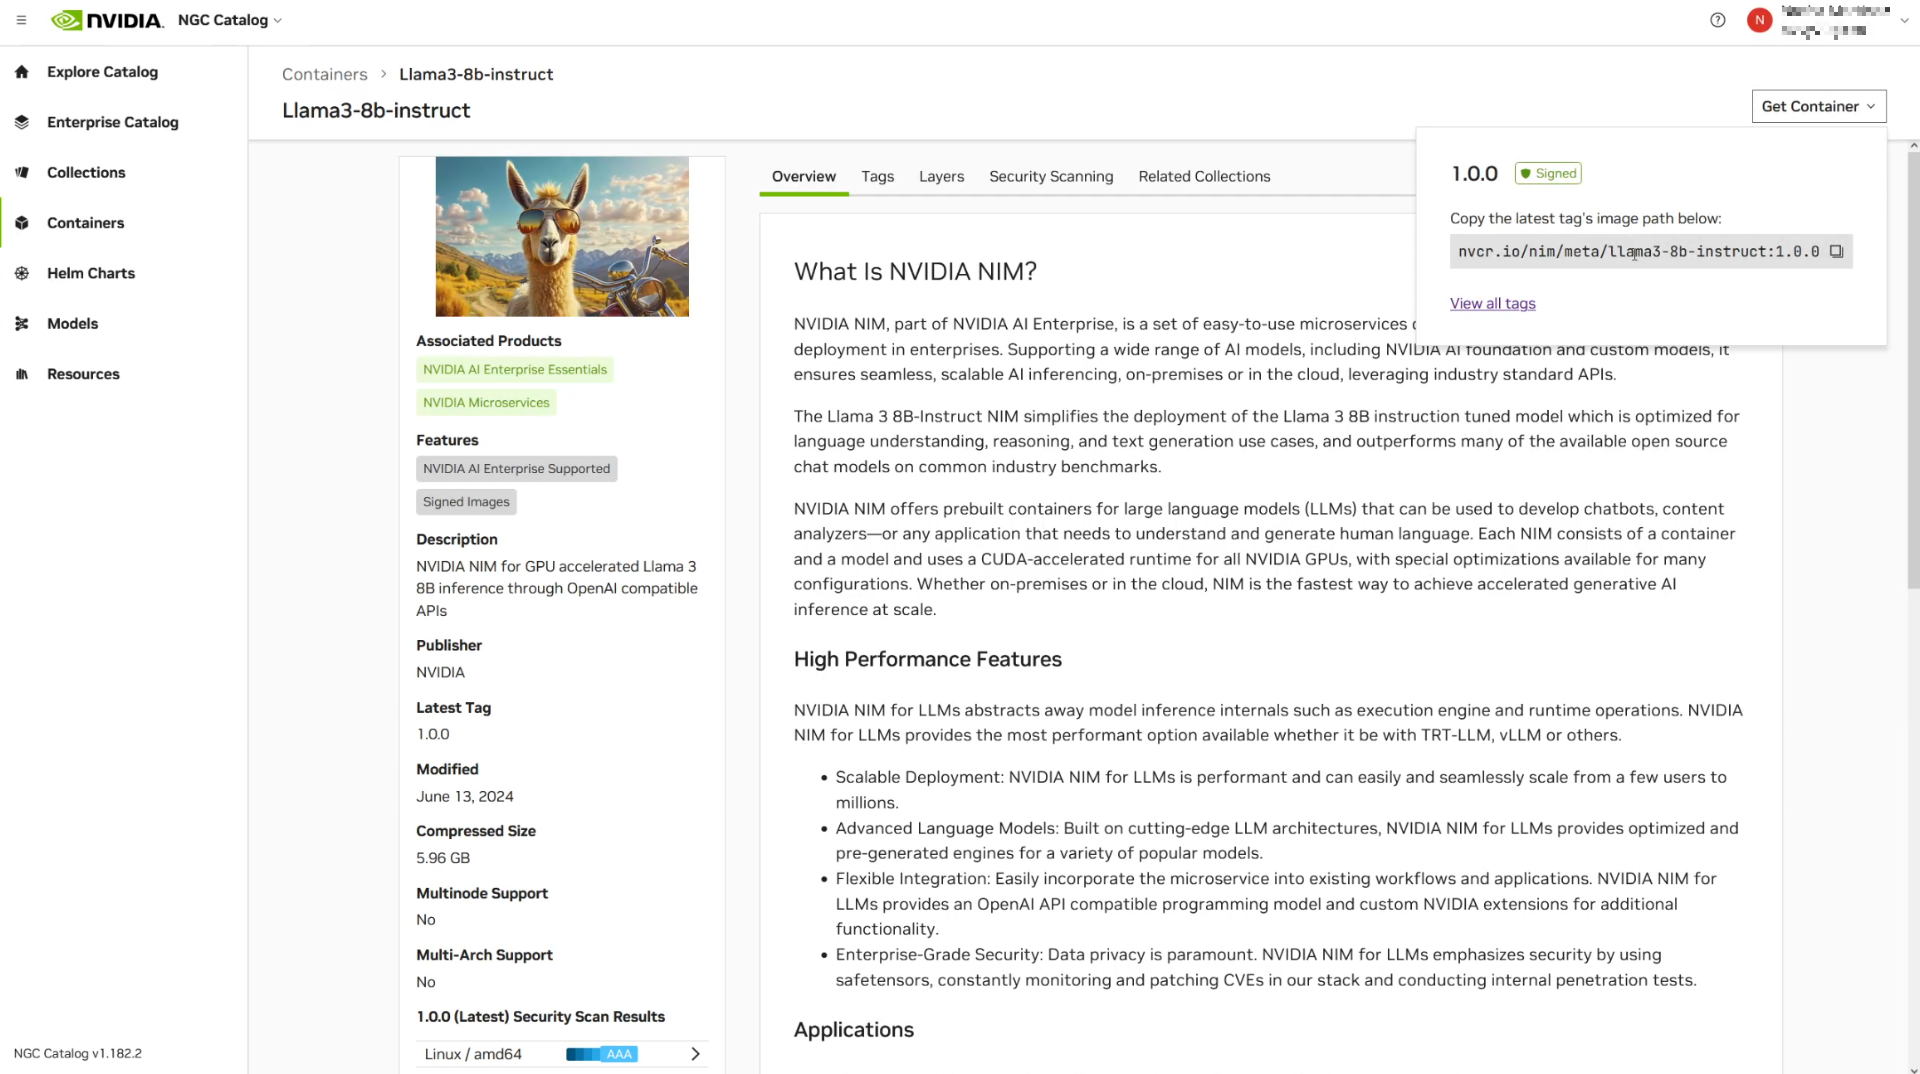 NVIDIA. NGC Catalog
N
Explore Catalog
Enterprise Catalog
Collections
Containers
Helm Charts
Models
Resources
NGC Catalog v1.182.2
Containers > Llama3-8b-instruct
Llama3-8b-instruct
Get Container
1.0.0 Signed
Copy the latest tag's image path below:
nvcr.io/nim/meta/llama3-8b-instruct:1.0.0
View all tags
Associated Products
NVIDIA AI Enterprise Essentials
NVIDIA Microservices
Features
NVIDIA AI Enterprise Supported
Signed Images
Description
NVIDIA NIM for GPU accelerated Llama 3
8B inference through OpenAI compatible
APIs
Publisher
NVIDIA
Latest Tag
1.0.0
Modified
June 13, 2024
Compressed Size
5.96 GB
Multinode Support
No
Multi-Arch Support
No
1.0.0 (Latest) Security Scan Results
Linux / amd64 AAA
Overview Tags Layers Security Scanning Related Collections
What Is NVIDIA NIM?
NVIDIA NIM, part of NVIDIA AI Enterprise, is a set of easy-to-use microservices
deployment in enterprises. Supporting a wide range of AI models, including NVIDIA AI foundation and custom models, it
ensures seamless, scalable AI inferencing, on-premises or in the cloud, leveraging industry standard APIs.
The Llama 3 8B-Instruct NIM simplifies the deployment of the Llama 3 8B instruction tuned model which is optimized for
language understanding, reasoning, and text generation use cases, and outperforms many of the available open source
chat models on common industry benchmarks.
NVIDIA NIM offers prebuilt containers for large language models (LLMs) that can be used to develop chatbots, content
analyzers—or any application that needs to understand and generate human language. Each NIM consists of a container
and a model and uses a CUDA-accelerated runtime for all NVIDIA GPUs, with special optimizations available for many
configurations. Whether on-premises or in the cloud, NIM is the fastest way to achieve accelerated generative AI
inference at scale.
High Performance Features
NVIDIA NIM for LLMs abstracts away model inference internals such as execution engine and runtime operations. NVIDIA
NIM for LLMs provides the most performant option available whether it be with TRT-LLM, vLLM or others.
• Scalable Deployment: NVIDIA NIM for LLMs is performant and can easily and seamlessly scale from a few users to
millions.
• Advanced Language Models: Built on cutting-edge LLM architectures, NVIDIA NIM for LLMs provides optimized and
pre-generated engines for a variety of popular models.
• Flexible Integration: Easily incorporate the microservice into existing workflows and applications. NVIDIA NIM for
LLMs provides an OpenAI API compatible programming model and custom NVIDIA extensions for additional
functionality.
• Enterprise-Grade Security: Data privacy is paramount. NVIDIA NIM for LLMs emphasizes security by using
safetensors, constantly monitoring and patching CVEs in our stack and conducting internal penetration tests.
Applications